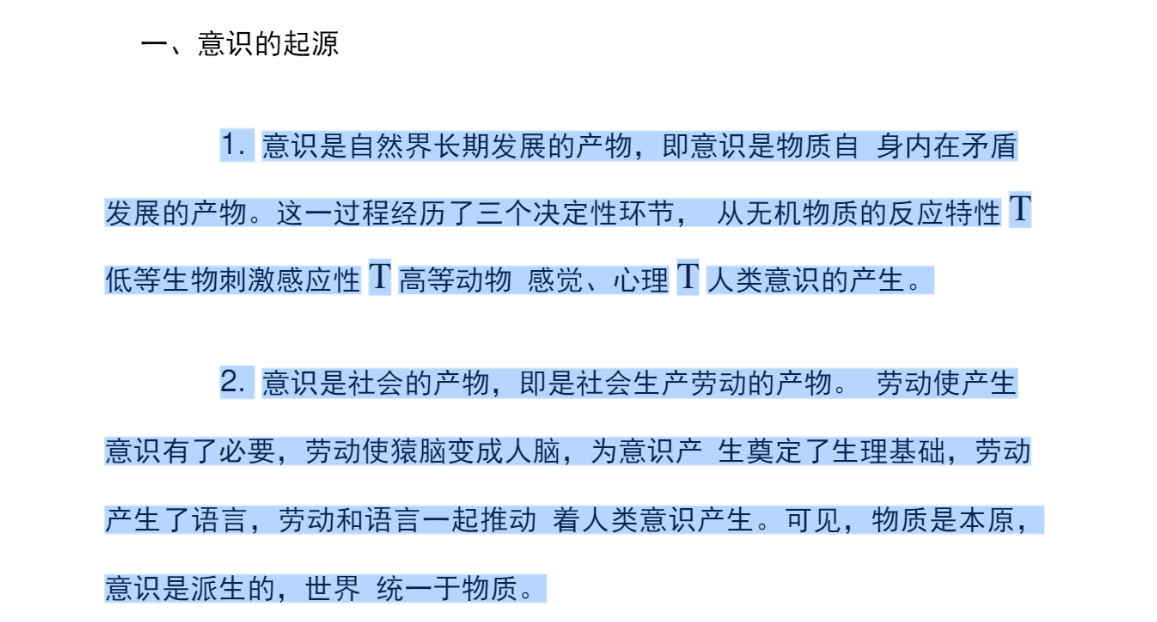 一、意识的起源
1. 意识是自然界长期发展的产物，即意识是物质自 身内在矛盾
发展的产物。这一过程经历了三个决定性环节， 从无机物质的反应特性 T
低等生物刺激感应性 T 高等动物 感觉、心理 T 人类意识的产生。
2. 意识是社会的产物，即是社会生产劳动的产物。 劳动使产生
意识有了必要，劳动使猿脑变成人脑，为意识产 生奠定了生理基础，劳动
产生了语言，劳动和语言一起推动 着人类意识产生。可见，物质是本原，
意识是派生的，世界 统一于物质。